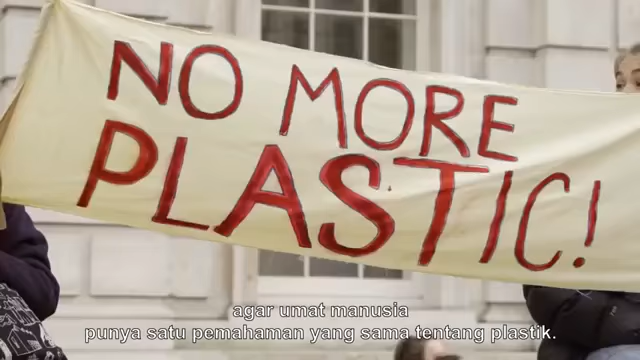 NO MORE
PLASTIC!
agar umat manusia
punya satu pemahaman yang sama tentang plastik.